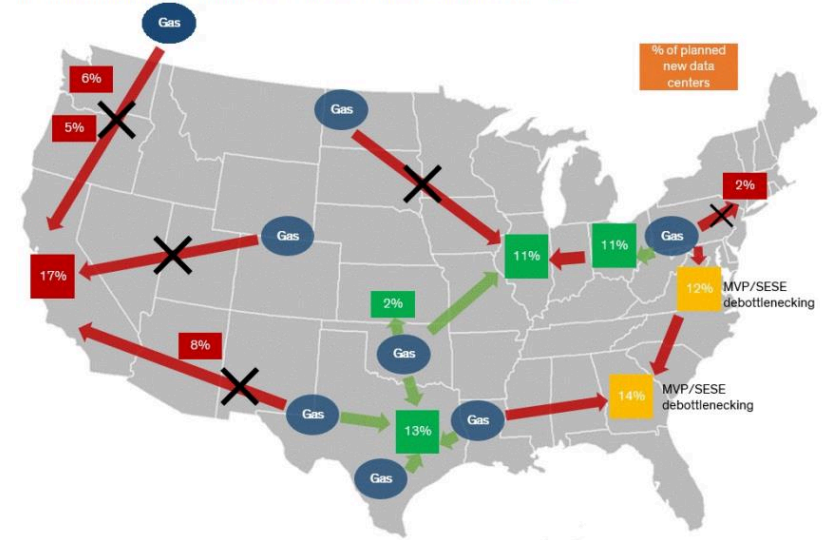 Gas
% of planned
new data
centers
6%
Gas
5%
2%
Gas
Gas
11%
11%
17%
12%
MVP/SESE
debottlenecking
2%
8%
Gas
14%
MVP/SESE
debottlenecking
Gas
13%
Gas
Gas